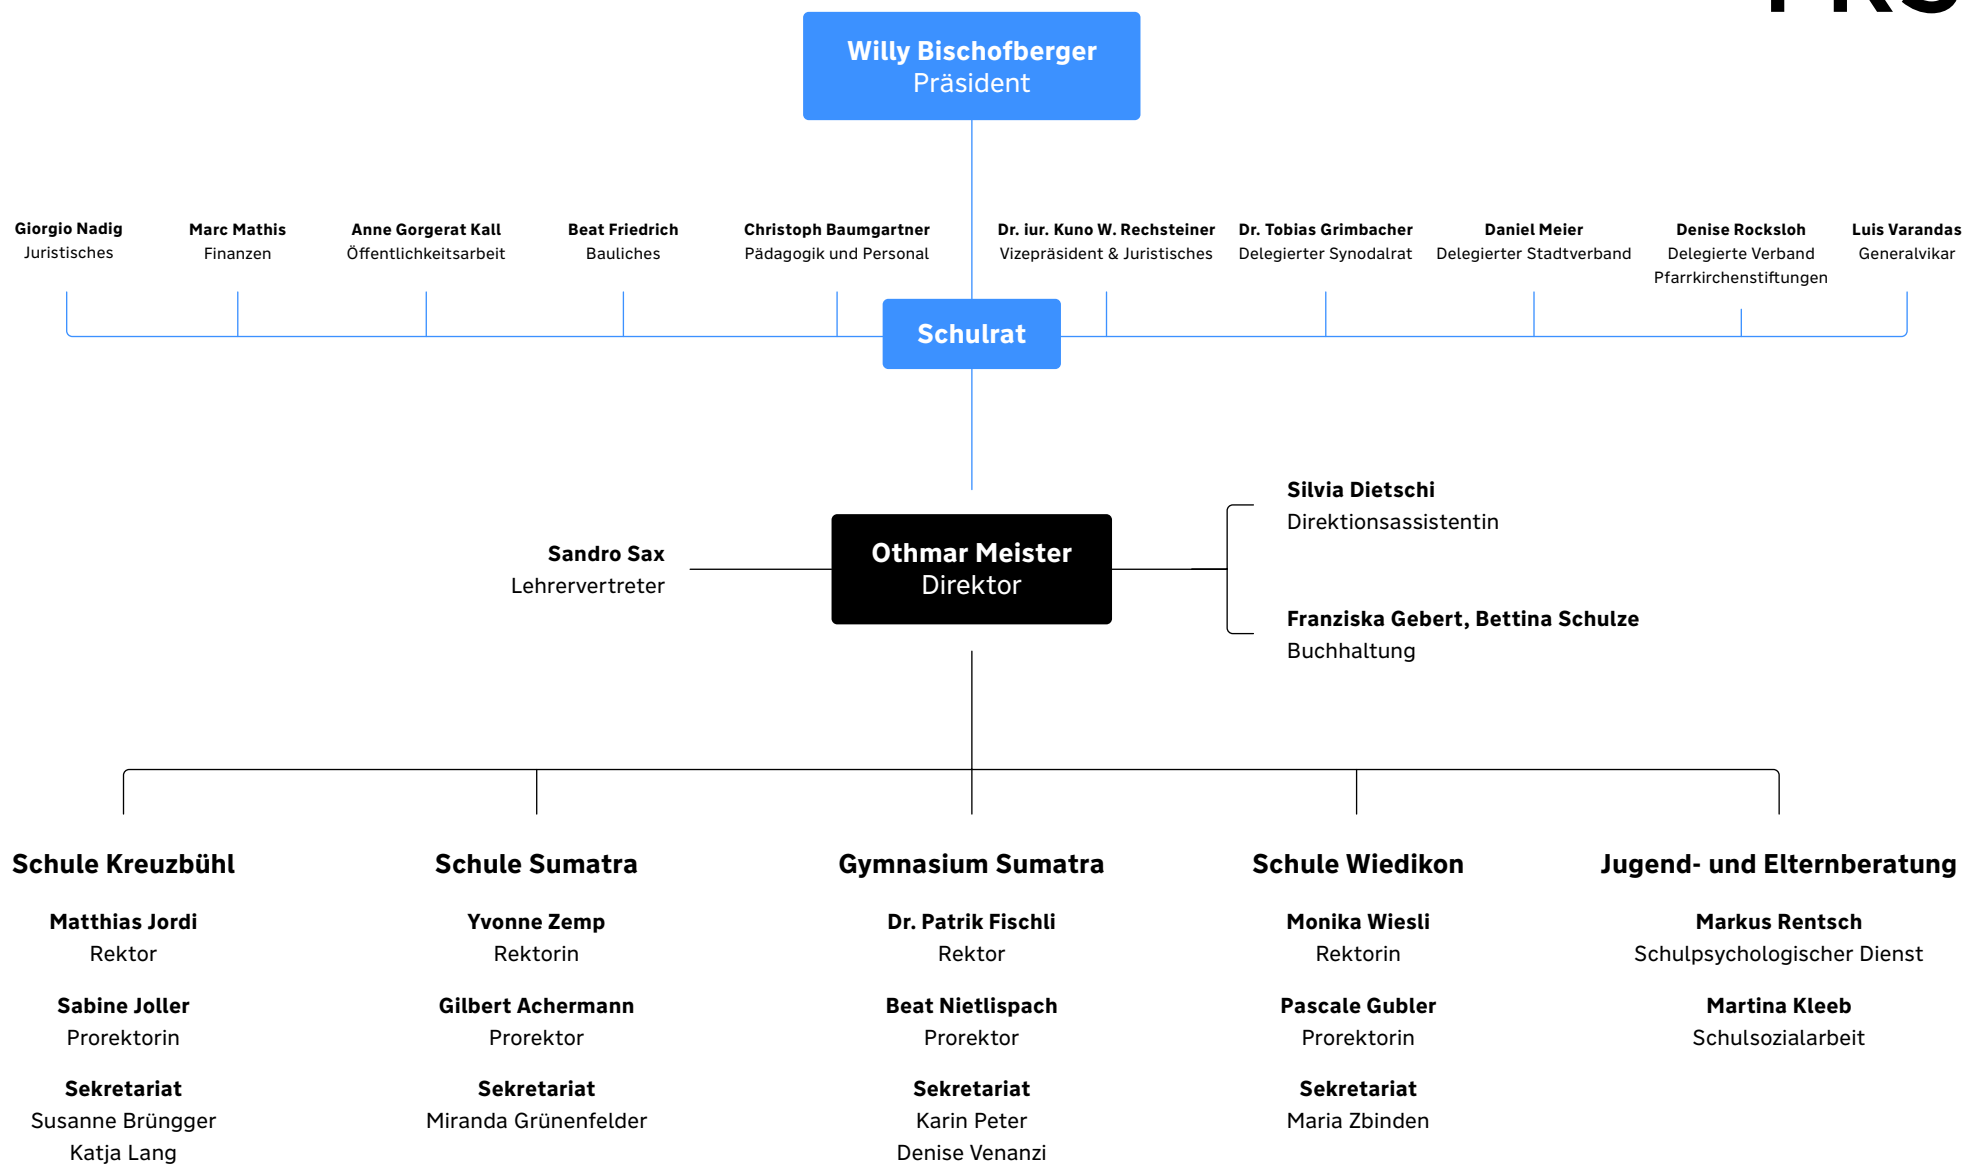 Willy Bischofberger
Präsident
Giorgio Nadig
Juristisches
Marc Mathis
Finanzen
Anne Gorgerat Kall
Öffentlichkeitsarbeit
Beat Friedrich
Bauliches
Christoph Baumgartner
Pädagogik und Personal
Dr. iur. Kuno W. Rechsteiner
Vizepräsident & Juristisches
Dr. Tobias Grimbacher
Delegierter Synodalrat
Daniel Meier
Delegierter Stadtverband
Denise Rocksloh
Delegierte Verband
Pfarrkirchenstiftungen
Luis Varandas
Generalvikar
Schulrat
Sandro Sax
Lehrervertreter
Othmar Meister
Direktor
Silvia Dietschi
Direktionsassistentin
Franziska Gebert, Bettina Schulze
Buchhaltung
Schule Kreuzbühl
Matthias Jordi
Rektor
Sabine Joller
Prorektorin
Sekretariat
Susanne Brüngger
Katja Lang
Schule Sumatra
Yvonne Zemp
Rektorin
Gilbert Achermann
Prorektor
Sekretariat
Miranda Grünenfelder
Gymnasium Sumatra
Dr. Patrik Fischli
Rektor
Beat Nietlispach
Prorektor
Sekretariat
Karin Peter
Denise Venanzi
Schule Wiedikon
Monika Wiesli
Rektorin
Pascale Gubler
Prorektorin
Sekretariat
Maria Zbinden
Jugend- und Elternberatung
Markus Rentsch
Schulpsychologischer Dienst
Martina Kleeb
Schulsozialarbeit